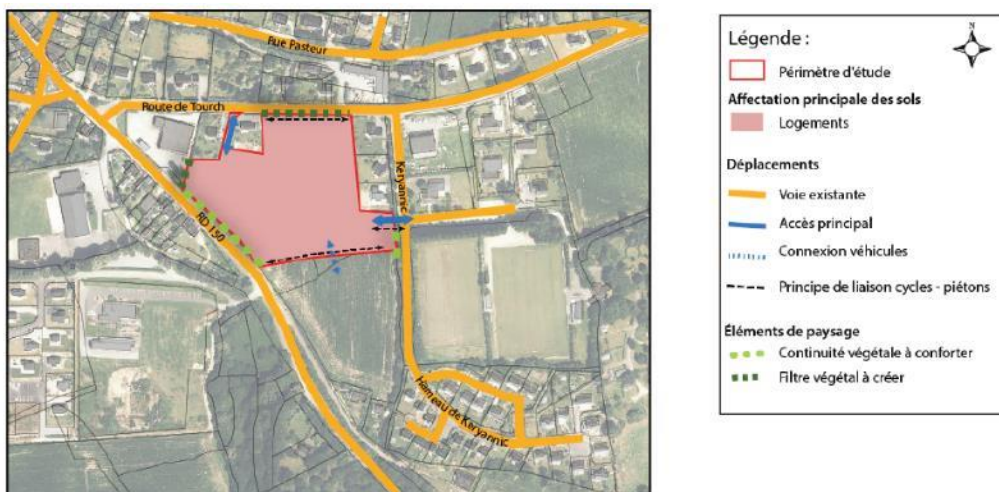 Rue Pasteur
Route de Tourch
Keryannic
RD 150
Hameau de Keryannic
Légende :
N
Périmètre d'étude
Affectation principale des sols
Logements
Déplacements
Voie existante
Accès principal
Connexion véhicules
Principe de liaison cycles - piétons
Éléments de paysage
Continuité végétale à conforter
Filtre végétal à créer